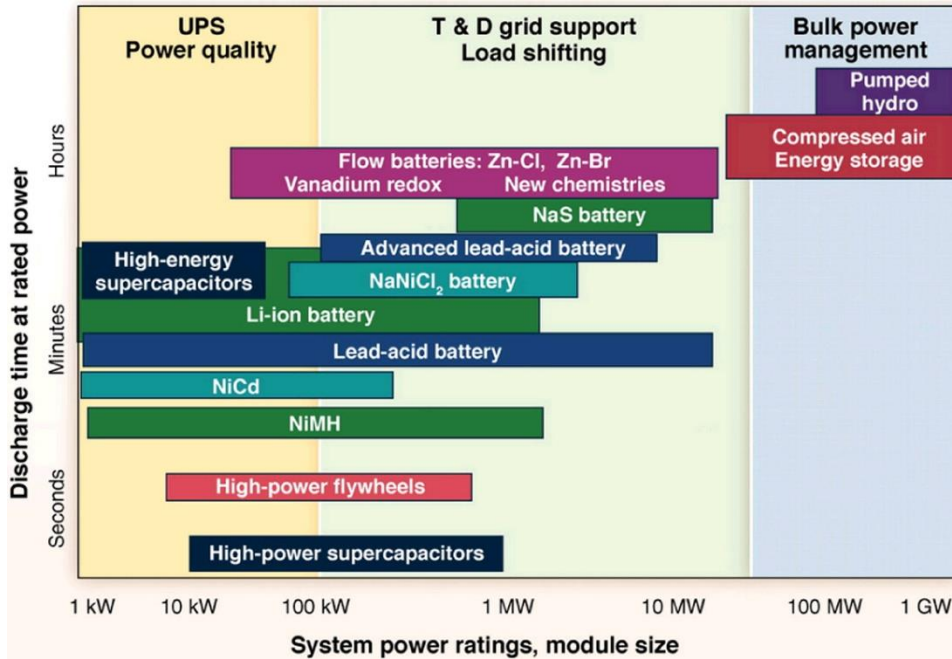 UPS
Power quality
T & D grid support
Load shifting
Bulk power
management
Pumped
hydro
Compressed air
Energy storage
Flow batteries: Zn-Cl, Zn-Br
Vanadium redox New chemistries
NaS battery
Advanced lead-acid battery
High-energy
supercapacitors
NaNiCl₂ battery
Li-ion battery
Lead-acid battery
NiCd
NiMH
High-power flywheels
High-power supercapacitors
Discharge time at rated power
Hours
Minutes
Seconds
1 kW 10 kW 100 kW 1 MW 10 MW 100 MW 1 GW
System power ratings, module size